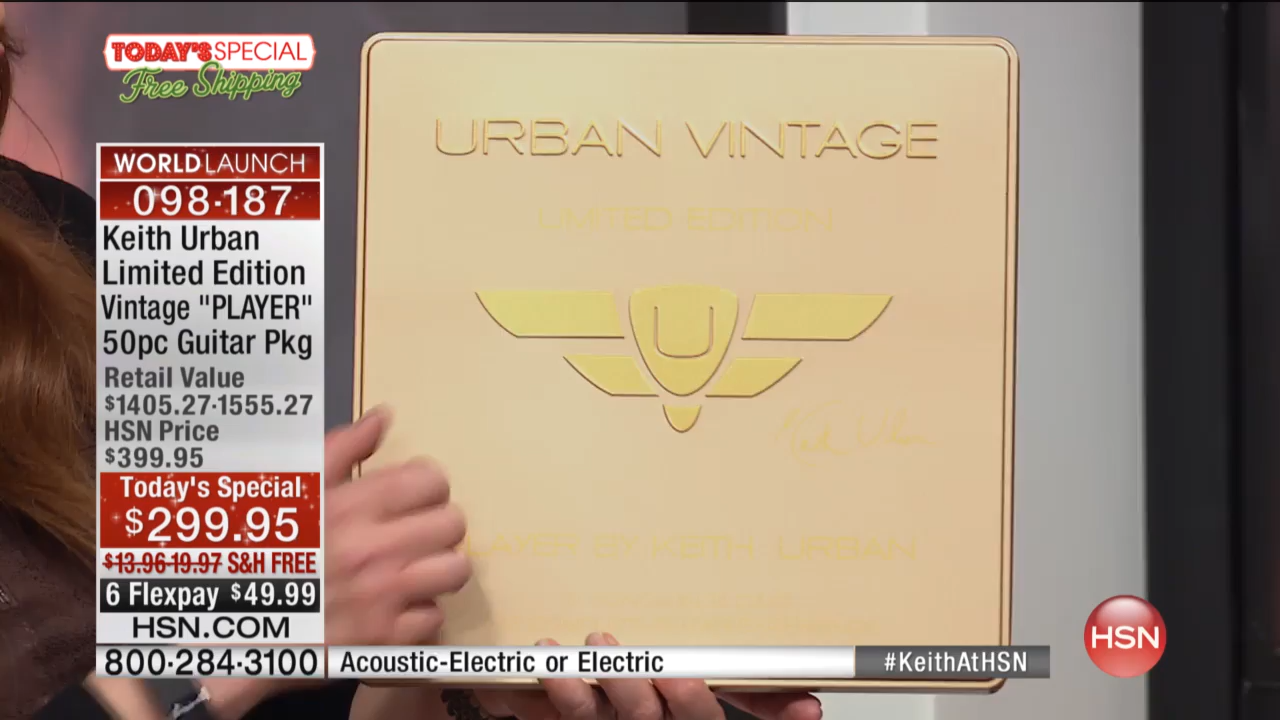 TODAY'S SPECIAL
Free Shipping
WORLD LAUNCH
098-187
Keith Urban
Limited Edition
Vintage "PLAYER"
50pc Guitar Pkg
Retail Value
$1405.27-1555.27
HSN Price
$399.95
Today's Special
$299.95
$13.96-19.97 S&H FREE
6 Flexpay $49.99
HSN.COM
800-284-3100
Acoustic-Electric or Electric
#KeithAtHSN
HSN
URBAN VINTAGE
LIMITED EDITION
U
Keith Urban
PLAYER BY KEITH URBAN